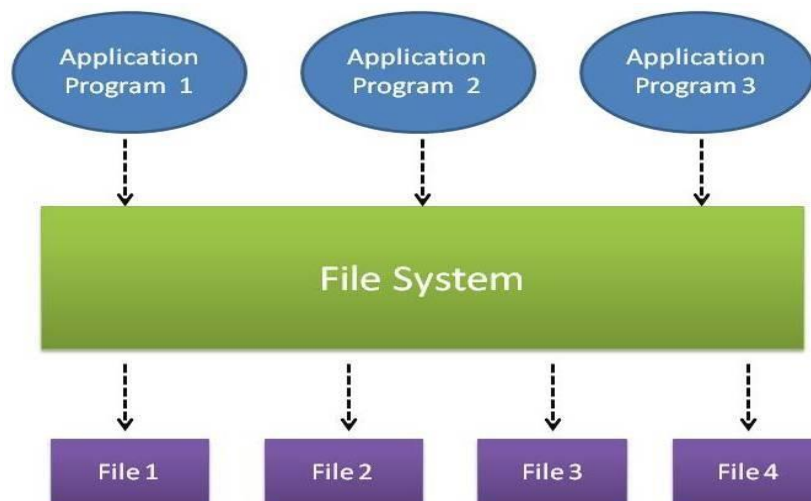 Application
Program 1
Application
Program 2
Application
Program 3
File System
File 1
File 2
File 3
File 4